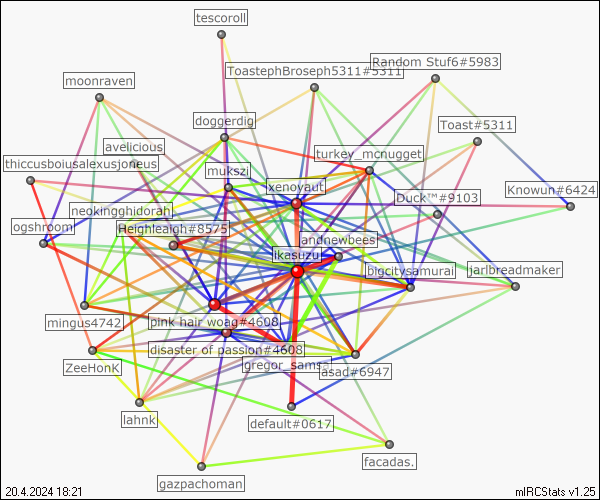 tescoroll
Random Stuf6#5983
ToastephBroseph5311#5311
moonraven
doggerdig
Toast#5311
avelicious
turkey_mcnugget
thiccusboiusalexusjoneus
mukszi
xenoyaut
Duck™#9103
Knowun#6424
neokingghidorah
ogshroom
Heighleaigh#8575
andnewbees
ikasuzu
bigcitysamurai
jarlbreadmaker
mingus4742
pink hair woag#4608
disaster of passion#4608
ZeeHonK
gregor_samsa
asad#6947
lahnk
default#0617
facadas.
gazpachoman
20.4.2024 18:21
mIRCStats v1.25